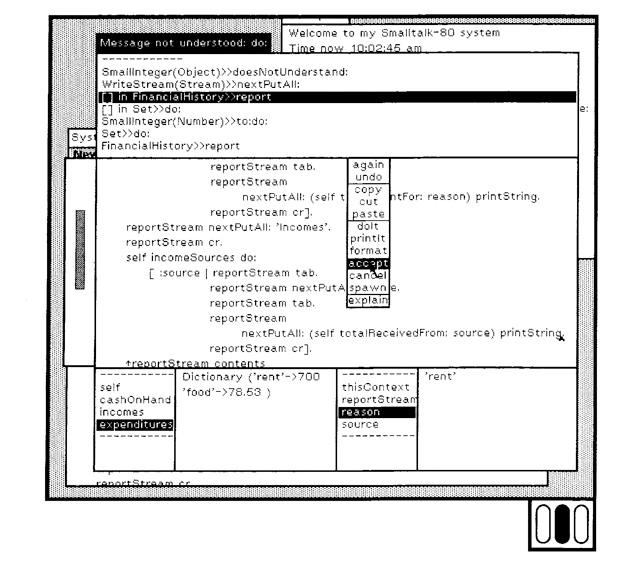 Welcome to my Smalltalk-80 system
Message not understood: do:
Time now 10:02:45 am
------------
SmallInteger(Object)>>doesNotUnderstand:
WriteStream(Stream)>>nextPutAll:
[] in FinancialHistory>>report
[] in Set>>do:
e:
SmallInteger(Number)>>to:do:
Syst
Set>>do:
New
FinancialHistory>>report
reportStream tab.
reportStream
nextPutAll: (self t ntFor: reason) printString.
reportStream cr].
reportStream nextPutAll: 'Incomes'.
reportStream cr.
self incomeSources do:
[ :source | reportStream tab.
reportStream nextPutA e.
reportStream tab.
reportStream
nextPutAll: (self totalReceivedFrom: source) printString.
reportStream cr].
↑reportStream contents
again
undo
copy
cut
paste
doit
printit
format
accept
cancel
spawn
explain
------------
self
cashOnHand
incomes
expenditures
------------
Dictionary ('rent'->700
'food'->78.53 )
------------
thisContext
reportStream
reason
source
------------
'rent'
reportStream cr